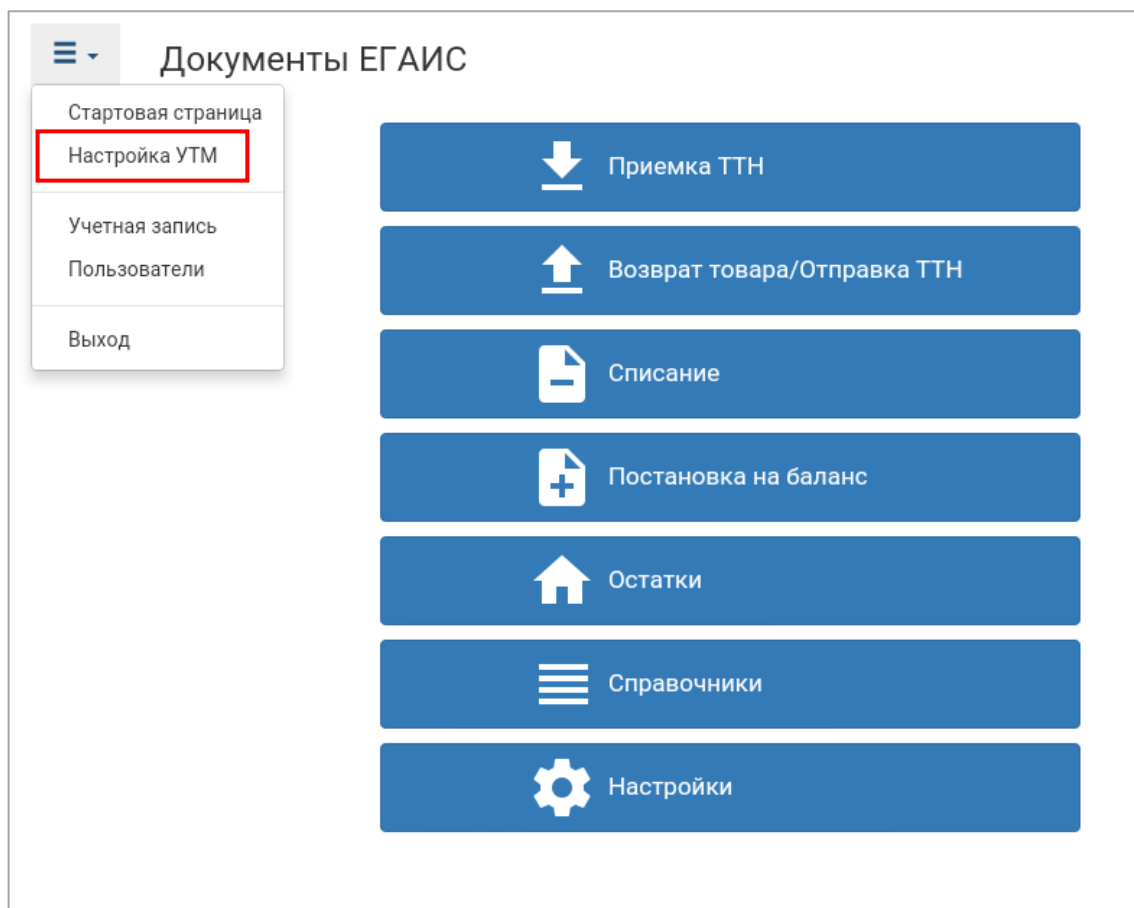 Документы ЕГАИС
Стартовая страница
Настройка УТМ
Учетная запись
Пользователи
Выход
Приемка ТТН
Возврат товара/Отправка ТТН
Списание
Постановка на баланс
Остатки
Справочники
Настройки